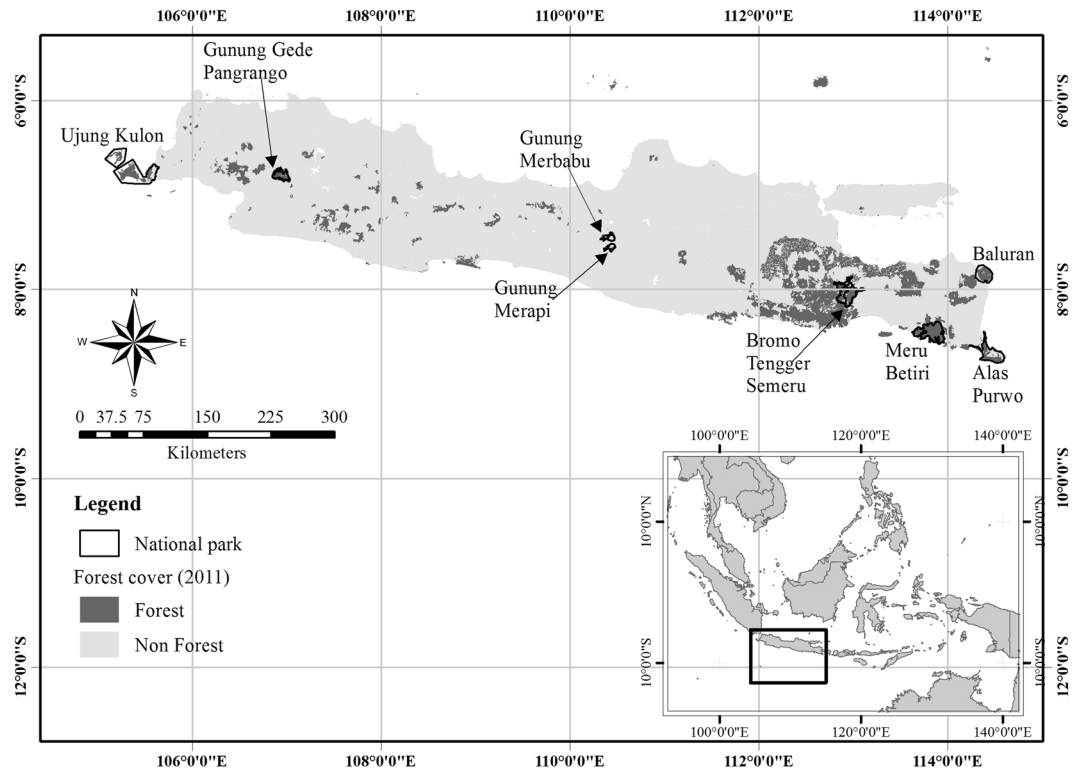 106°0'0"E 108°0'0"E 110°0'0"E 112°0'0"E 114°0'0"E
6°0'0"S
6°0'0"S
Gunung Gede
Pangrango
Ujung Kulon
Gunung
Merbabu
Gunung
Merapi
Baluran
8°0'0"S
8°0'0"S
Bromo
Tengger
Semeru
Meru
Betiri
Alas
Purwo
N
W
E
S
0 37.5 75 150 225 300
Kilometers
10°0'0"S
10°0'0"S
Legend
National park
Forest cover (2011)
Forest
Non Forest
12°0'0"S
12°0'0"S
100°0'0"E 120°0'0"E 140°0'0"E
10°0'0"N
10°0'0"N
10°0'0"S
10°0'0"S
100°0'0"E 120°0'0"E 140°0'0"E
106°0'0"E 108°0'0"E 110°0'0"E 112°0'0"E 114°0'0"E